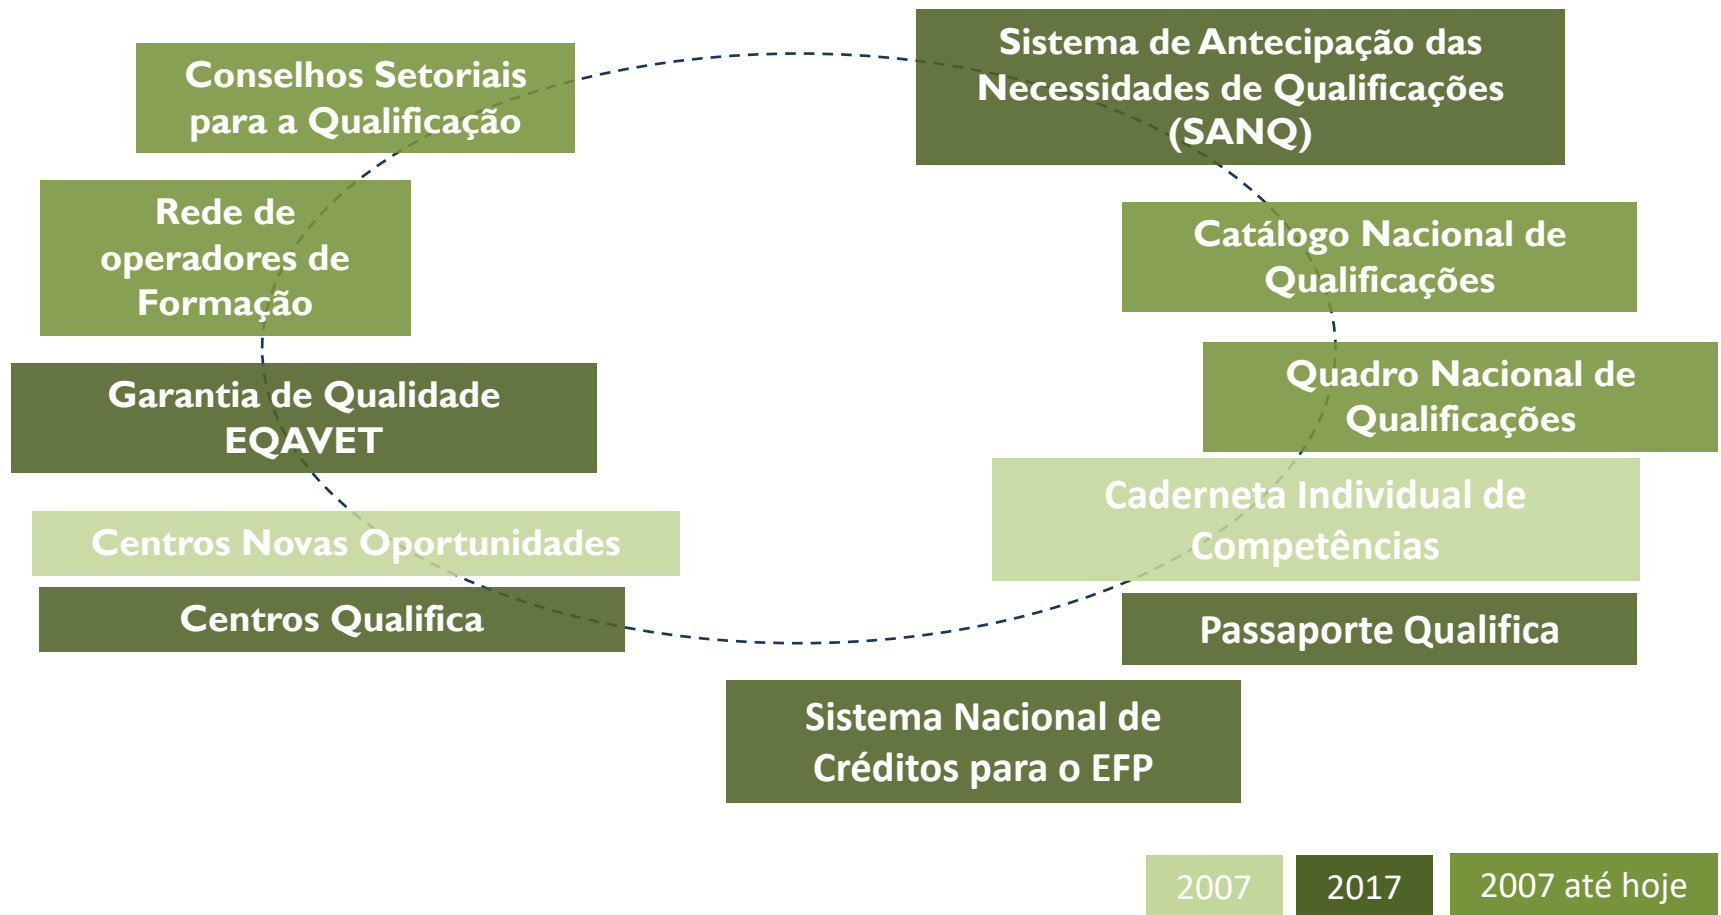 Conselhos Setoriais
para a Qualificação
Sistema de Antecipação das
Necessidades de Qualificações
(SANQ)
Rede de
operadores de
Formação
Catálogo Nacional de
Qualificações
Garantia de Qualidade
EQAVET
Quadro Nacional de
Qualificações
Centros Novas Oportunidades
Caderneta Individual de
Competências
Centros Qualifica
Passaporte Qualifica
Sistema Nacional de
Créditos para o EFP
2007
2017
2007 até hoje